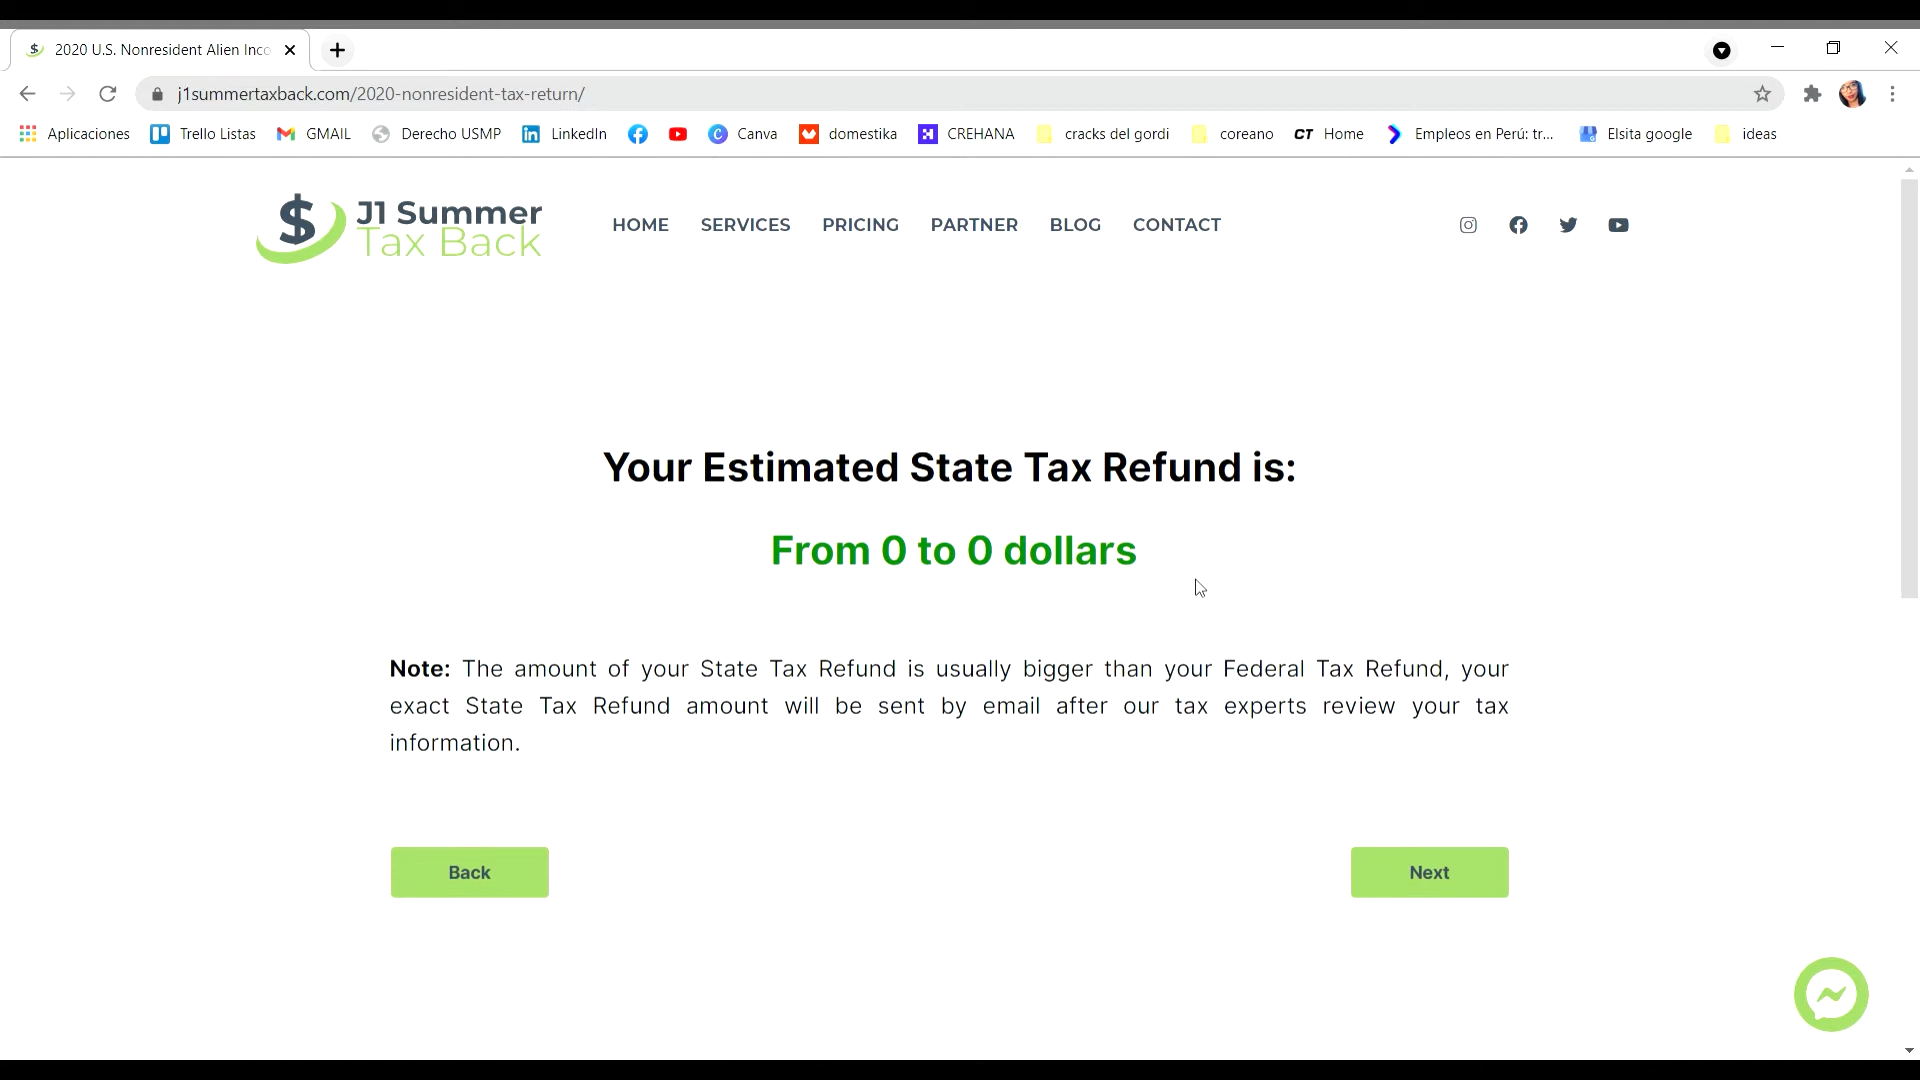 2020 U.S. Nonresident Alien Inco
j1summertaxback.com/2020-nonresident-tax-return/
Aplicaciones Trello Listas GMAIL Derecho USMP LinkedIn Canva domestika CREHANA cracks del gordi coreano CT Home Empleos en Perú: tr... Elsita google ideas
$ J1 Summer
Tax Back
HOME SERVICES PRICING PARTNER BLOG CONTACT
Your Estimated State Tax Refund is:
From 0 to 0 dollars
Note: The amount of your State Tax Refund is usually bigger than your Federal Tax Refund, your
exact State Tax Refund amount will be sent by email after our tax experts review your tax
information.
Back Next